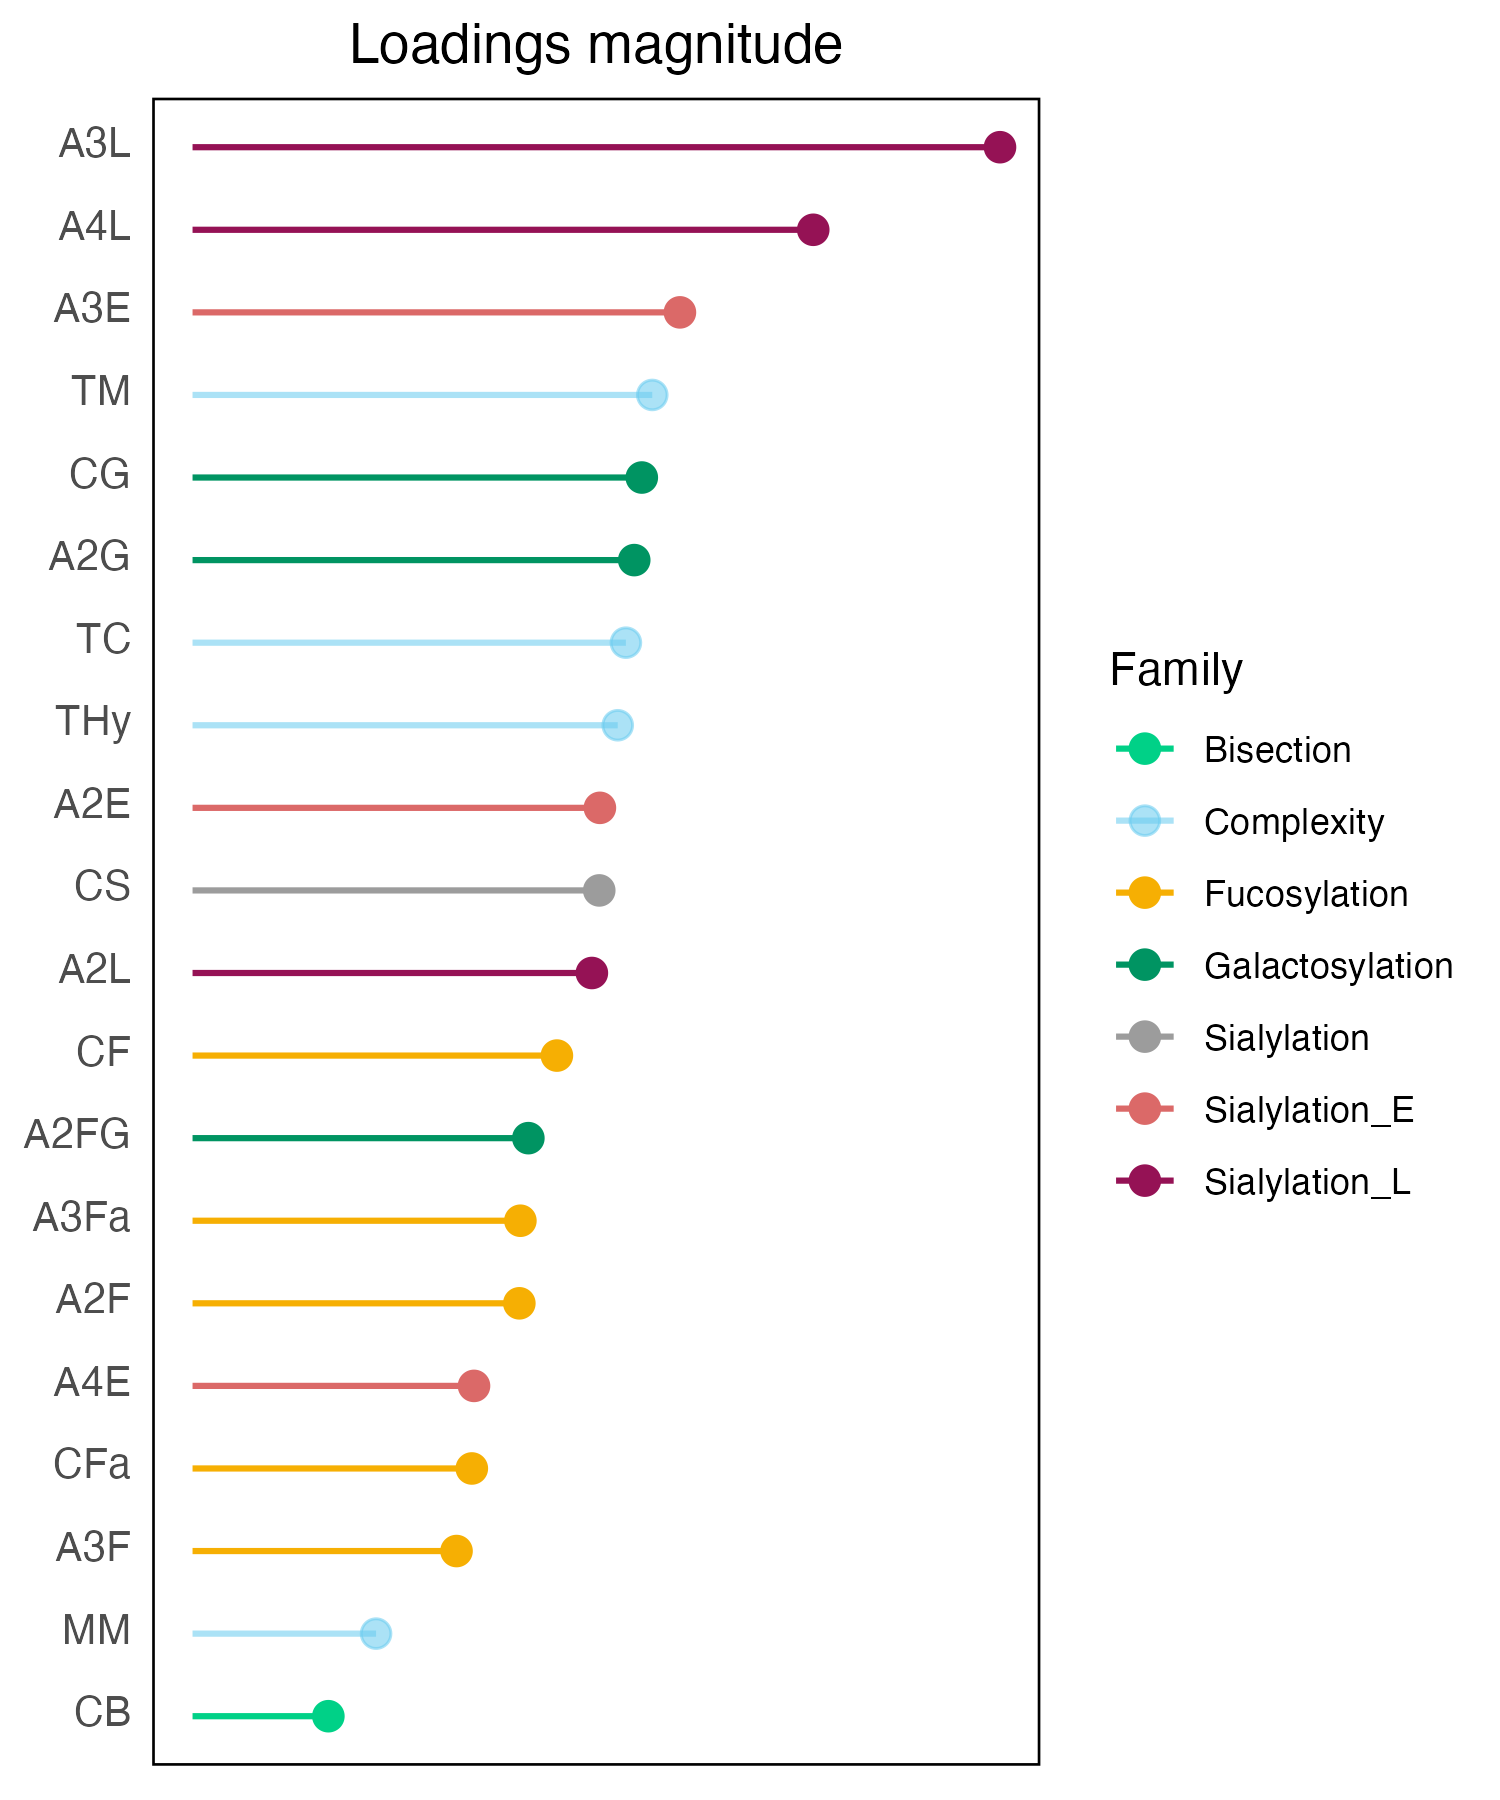 Loadings magnitude
A3L
A4L
A3E
TM
CG
A2G
TC
THy
A2E
CS
A2L
CF
A2FG
A3Fa
A2F
A4E
CFa
A3F
MM
CB
Family
Bisection
Complexity
Fucosylation
Galactosylation
Sialylation
Sialylation_E
Sialylation_L